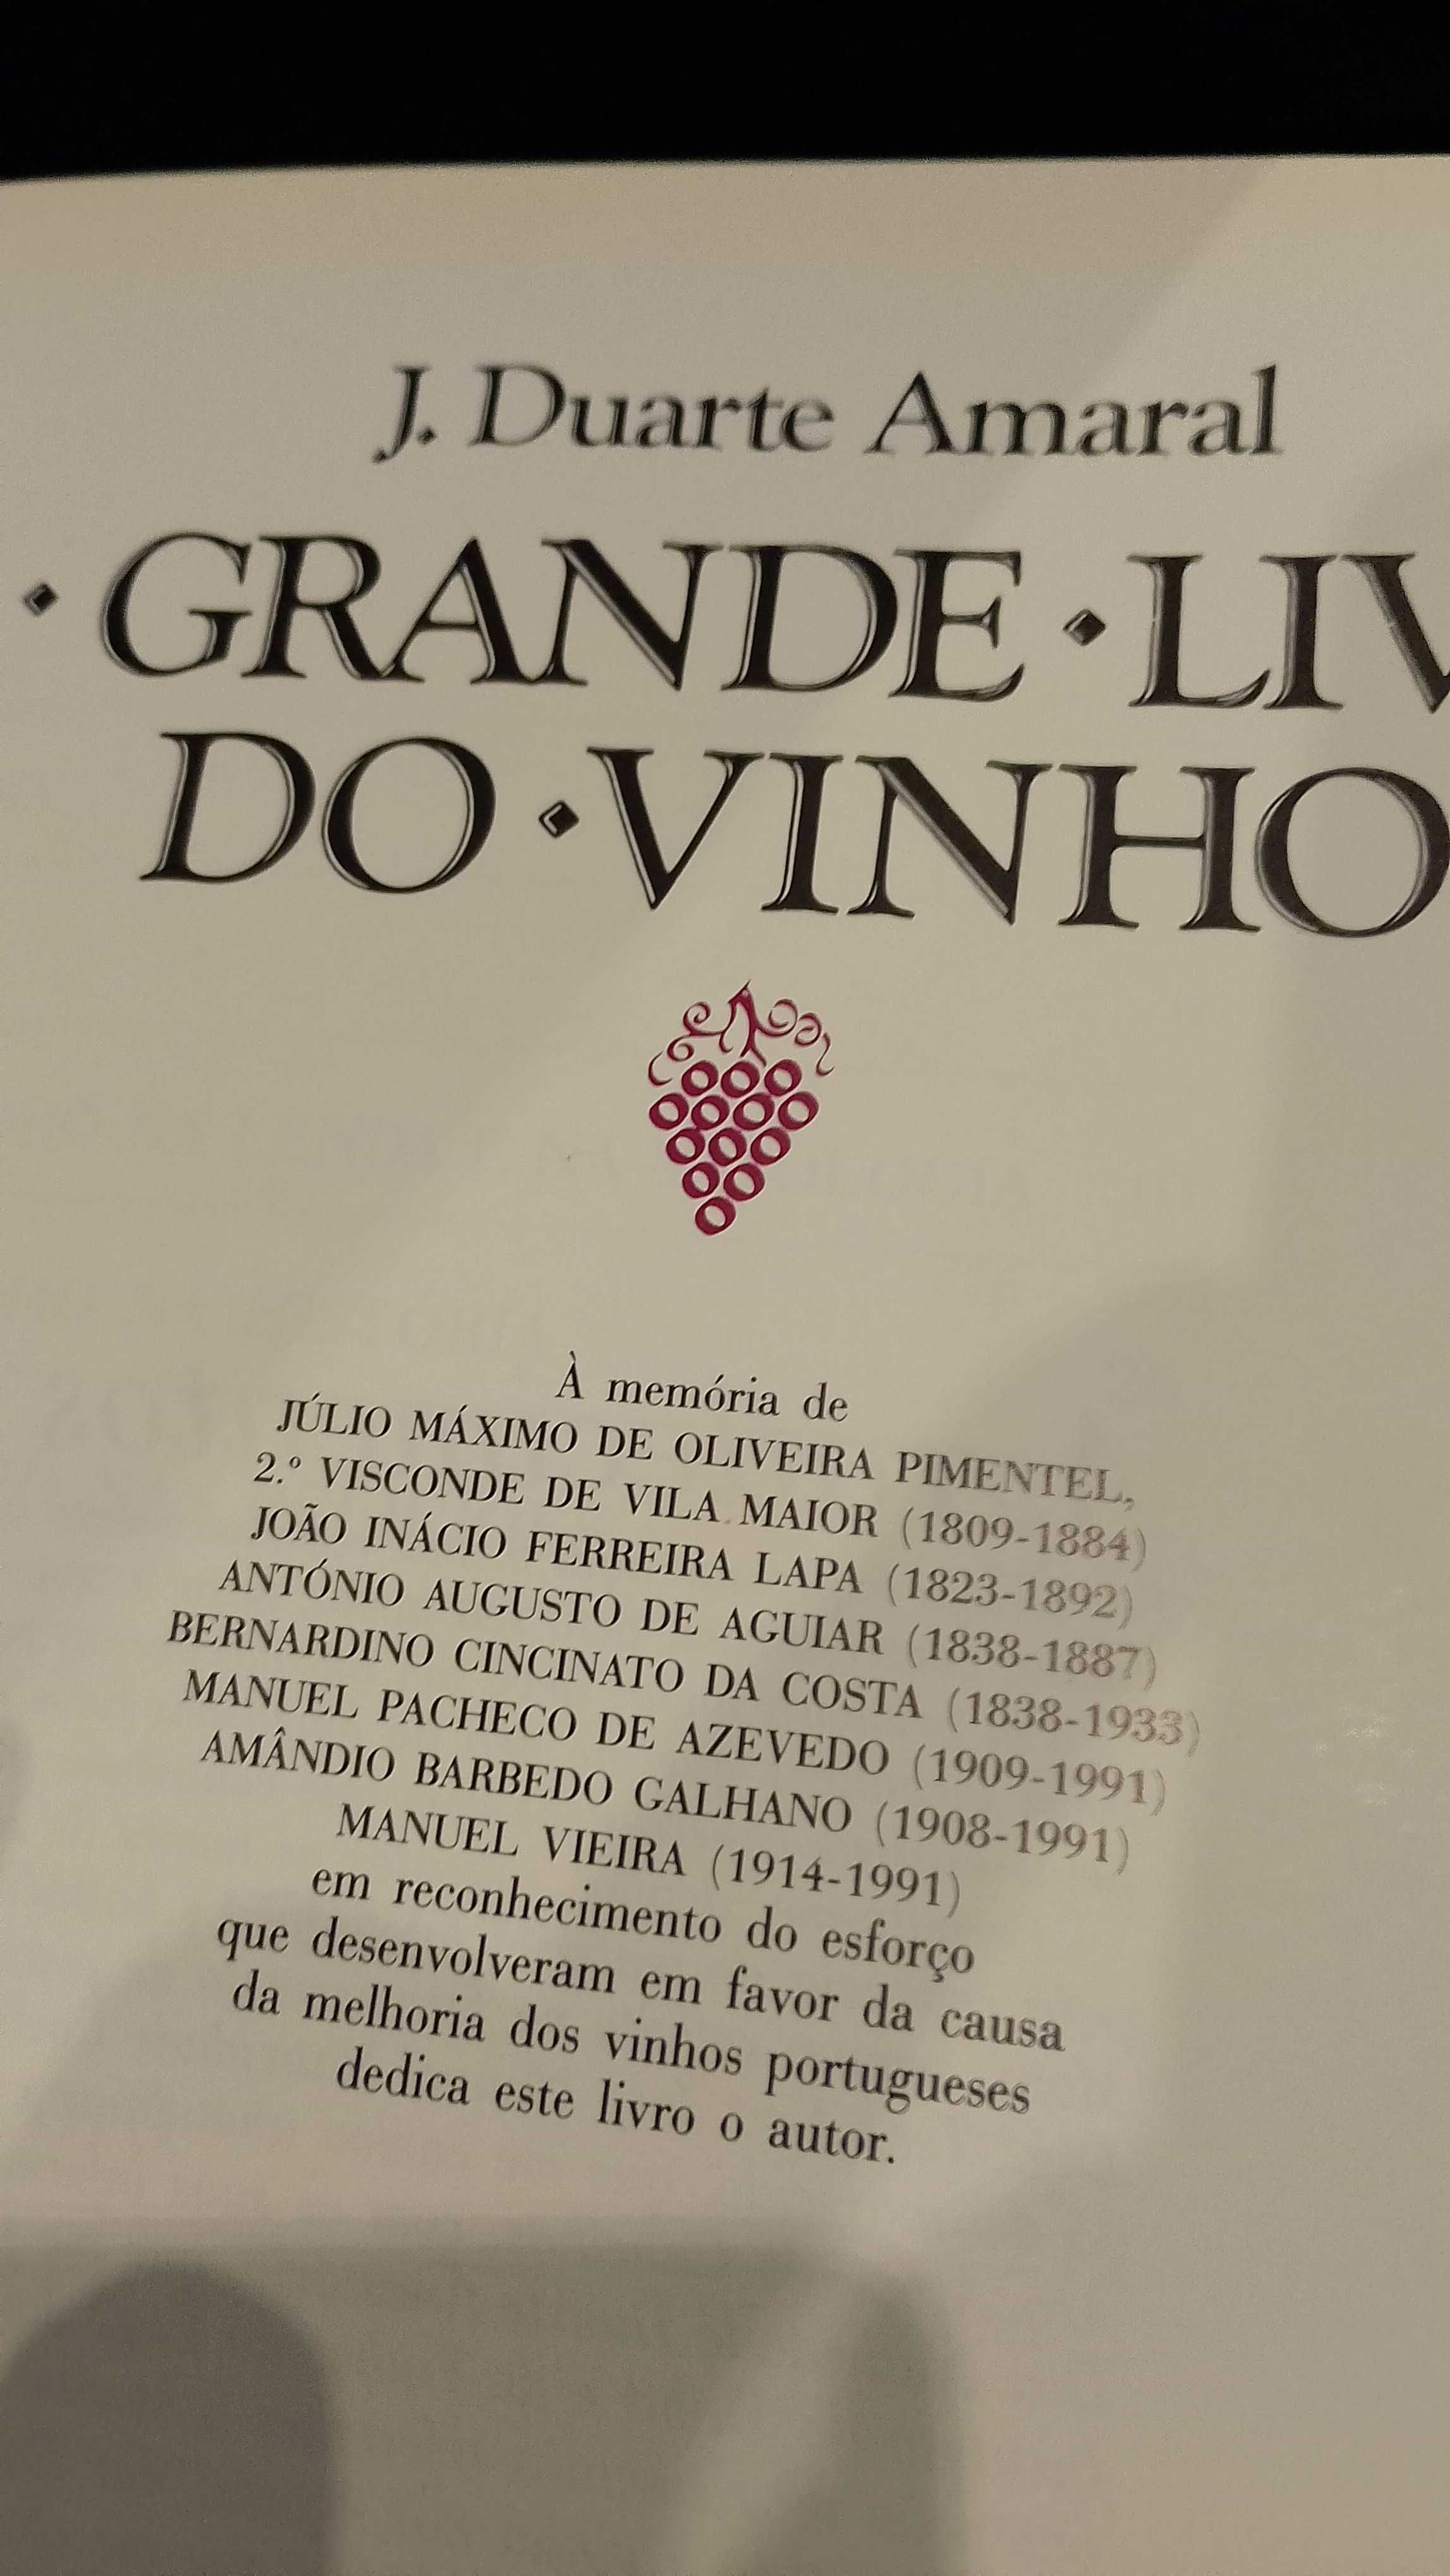 J. Duarte Amaral
· GRANDE · LIV
DO · VINHO
À memória de
JÚLIO MÁXIMO DE OLIVEIRA PIMENTEL,
2.º VISCONDE DE VILA MAIOR (1809-1884)
JOÃO INÁCIO FERREIRA LAPA (1823-1892)
ANTÓNIO AUGUSTO DE AGUIAR (1838-1887)
BERNARDINO CINCINATO DA COSTA (1838-1933)
MANUEL PACHECO DE AZEVEDO (1909-1991)
AMÂNDIO BARBEDO GALHANO (1908-1991)
MANUEL VIEIRA (1914-1991)
em reconhecimento do esforço
que desenvolveram em favor da causa
da melhoria dos vinhos portugueses
dedica este livro o autor.